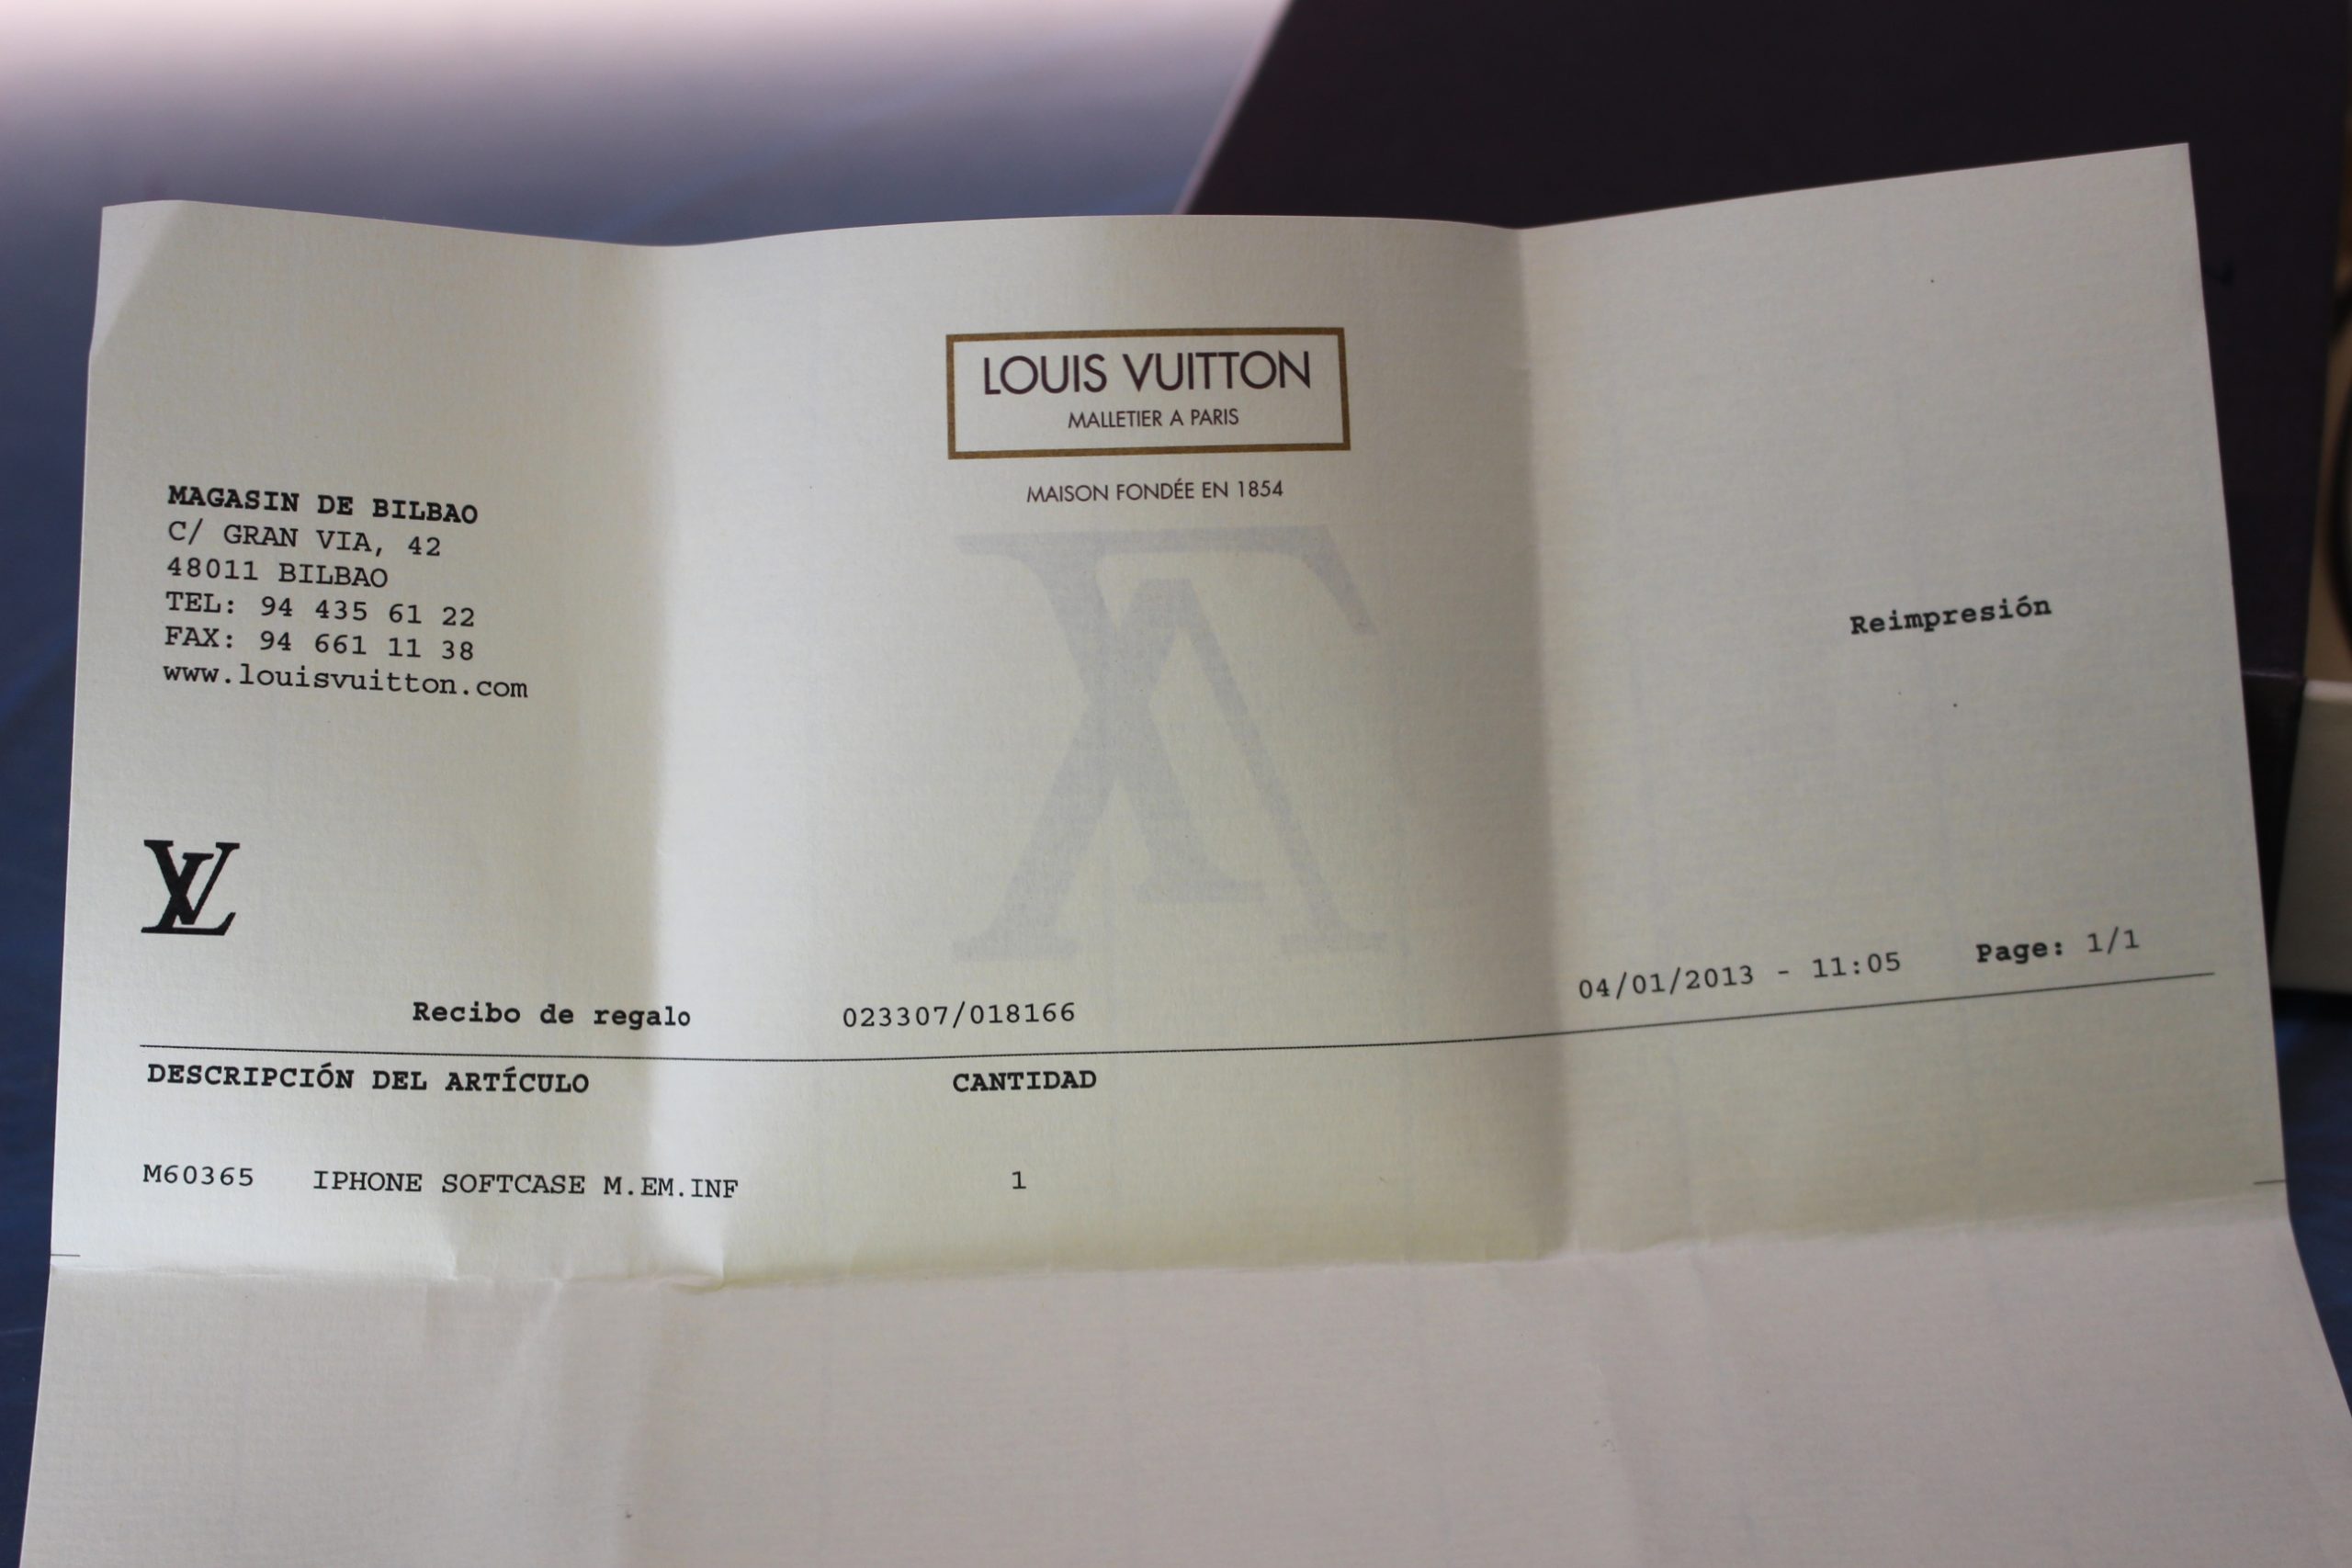 LOUIS VUITTON
MALLETIER A PARIS
MAISON FONDÉE EN 1854
MAGASIN DE BILBAO
C/ GRAN VIA, 42
48011 BILBAO
TEL: 94 435 61 22
FAX: 94 661 11 38
www.louisvuitton.com
Reimpresión
LV
Recibo de regalo 023307/018166 04/01/2013 - 11:05 Page: 1/1
DESCRIPCIÓN DEL ARTÍCULO CANTIDAD
M60365 IPHONE SOFTCASE M.EM.INF 1